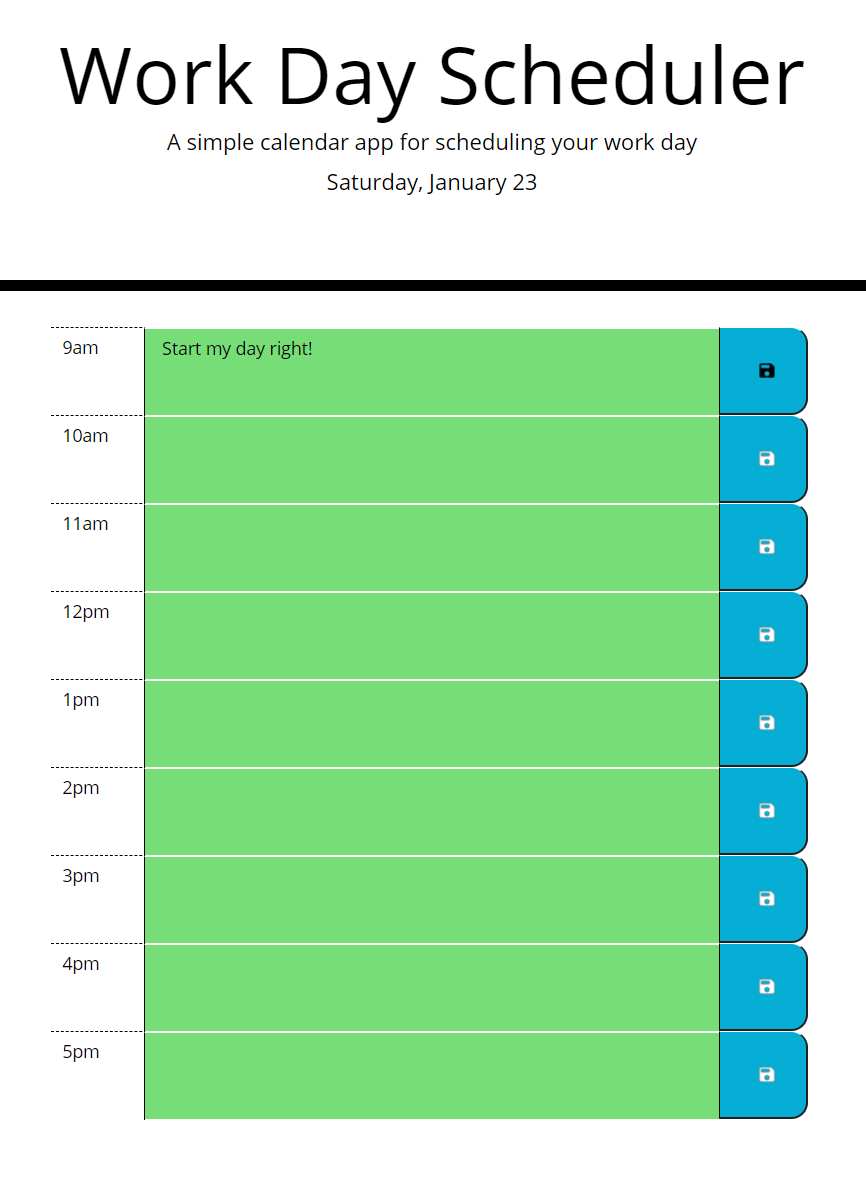 Work Day Scheduler
A simple calendar app for scheduling your work day
Saturday, January 23
9am
Start my day right!
10am
11am
12pm
1pm
2pm
3pm
4pm
5pm